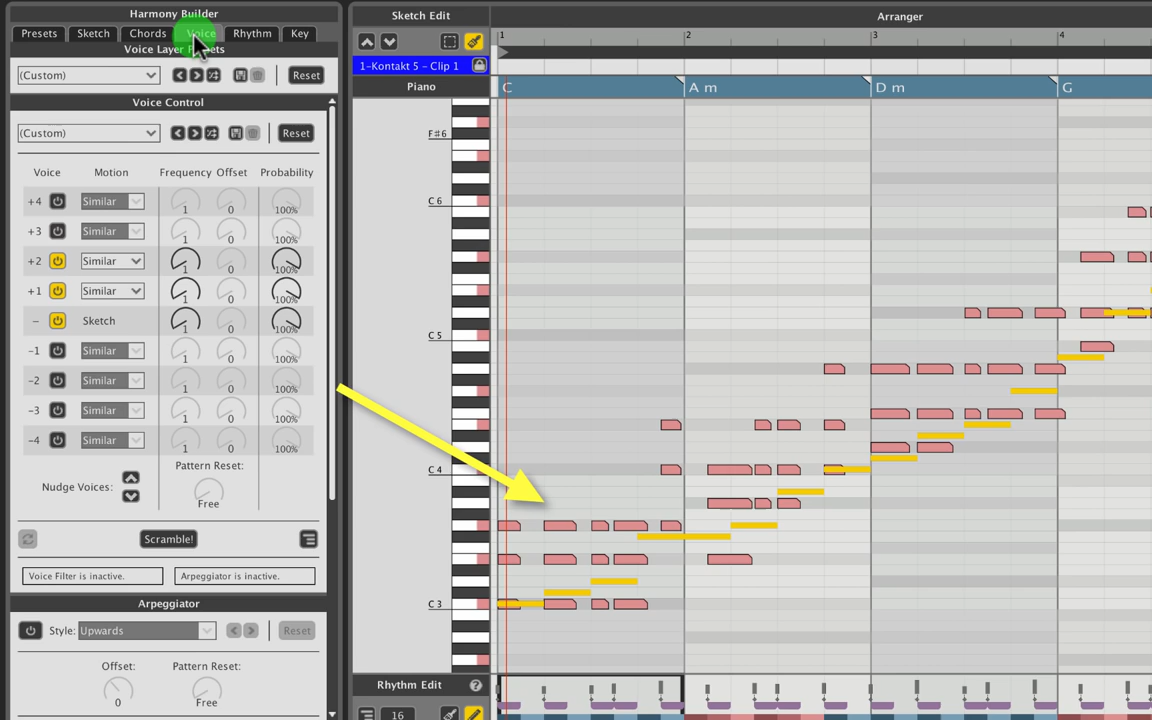 Harmony Builder
Presets Sketch Chords Voice Rhythm Key
Voice Layer Presets
(Custom) Reset
Voice Control
(Custom) Reset
Voice Motion Frequency Offset Probability
+4 Similar 1 0 100%
+3 Similar 1 0 100%
+2 Similar 1 0 100%
+1 Similar 1 0 100%
– Sketch 1 0 100%
-1 Similar 1 0 100%
-2 Similar 1 0 100%
-3 Similar 1 0 100%
-4 Similar 1 0 100%
Pattern Reset:
Nudge Voices:
Free
Scramble!
Voice Filter is inactive. Arpeggiator is inactive.
Arpeggiator
Style: Upwards Reset
Offset: Pattern Reset:
0 Free
Sketch Edit
1-Kontakt 5 – Clip 1
Piano
F#6
C 6
C 5
C 4
C 3
Rhythm Edit ?
16
Arranger
1 2 3 4
C A m D m G